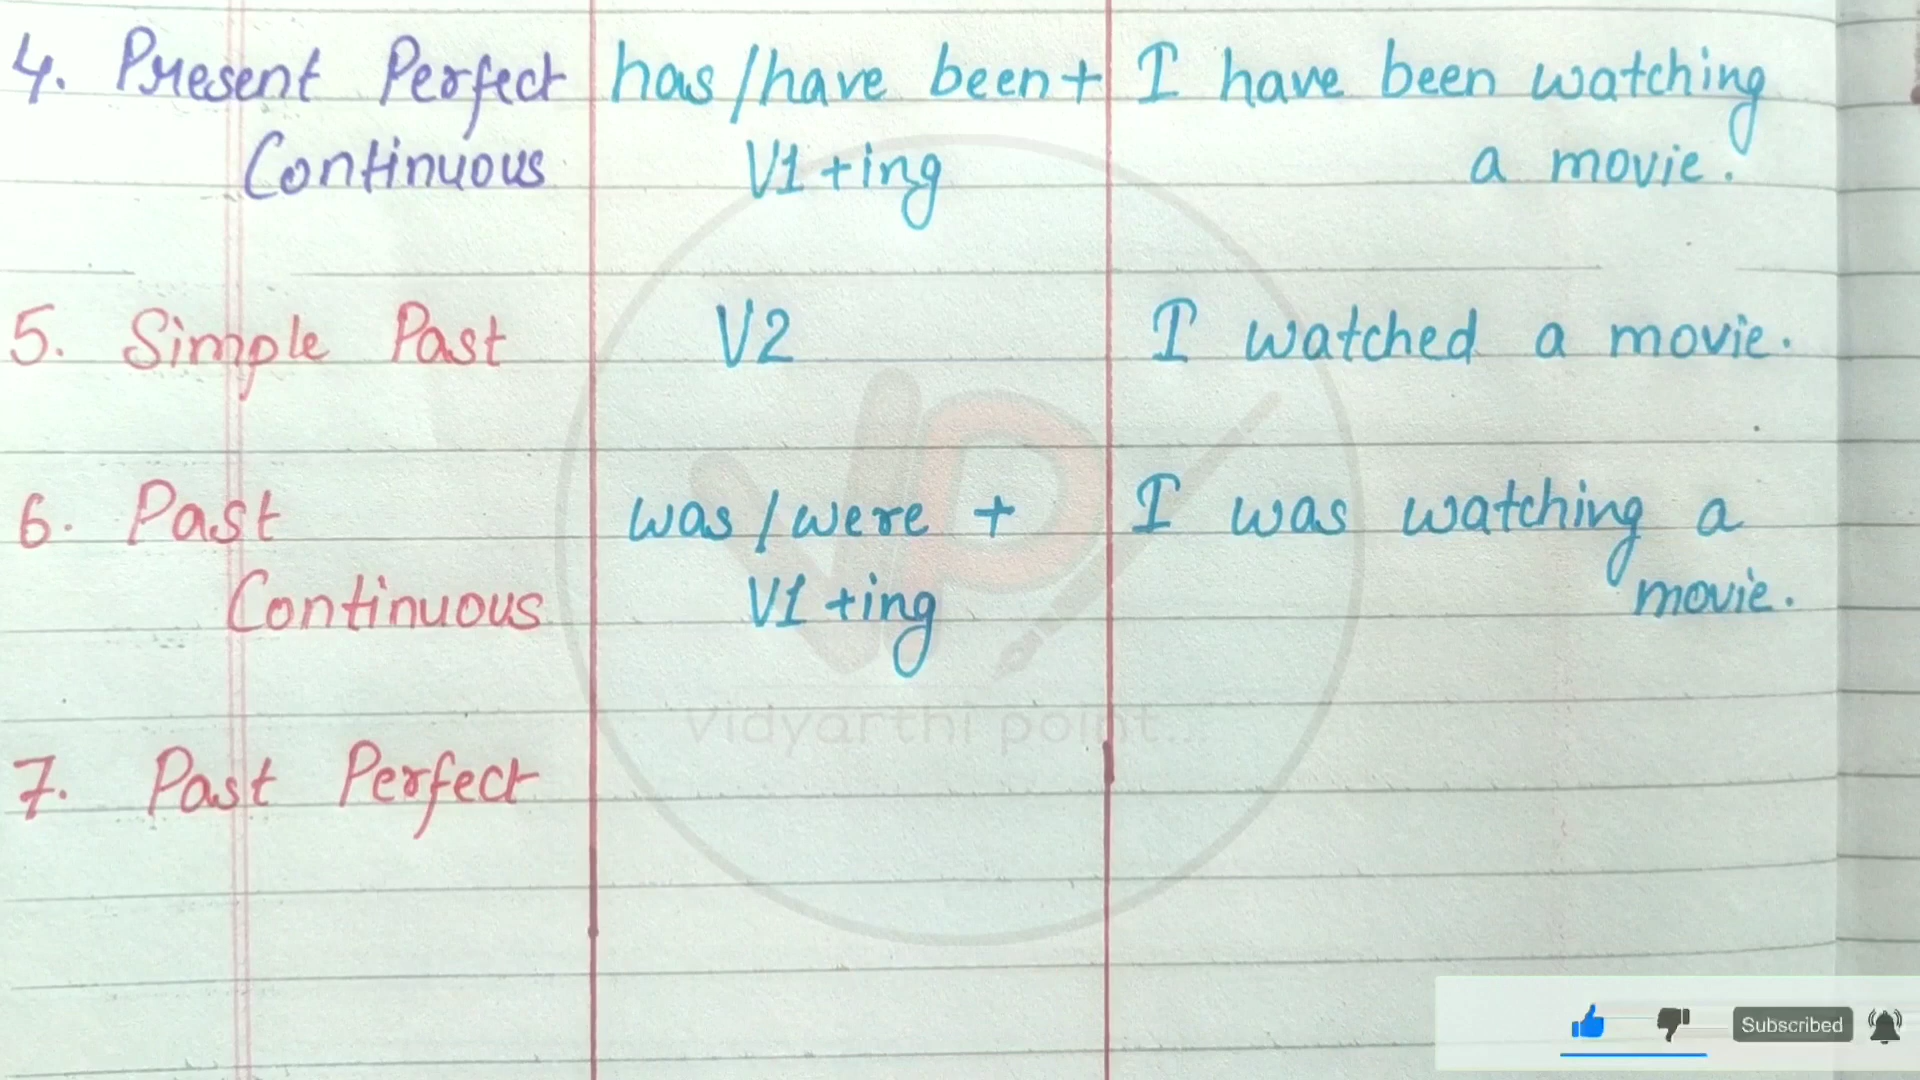 4. Present Perfect has/have been+ I have been watching
Continuous V1+ing a movie.
5. Simple Past V2 I watched a movie.
6. Past was/were + I was watching a
Continuous V1+ing movie.
Vidyarthi point...
7. Past Perfect
Subscribed